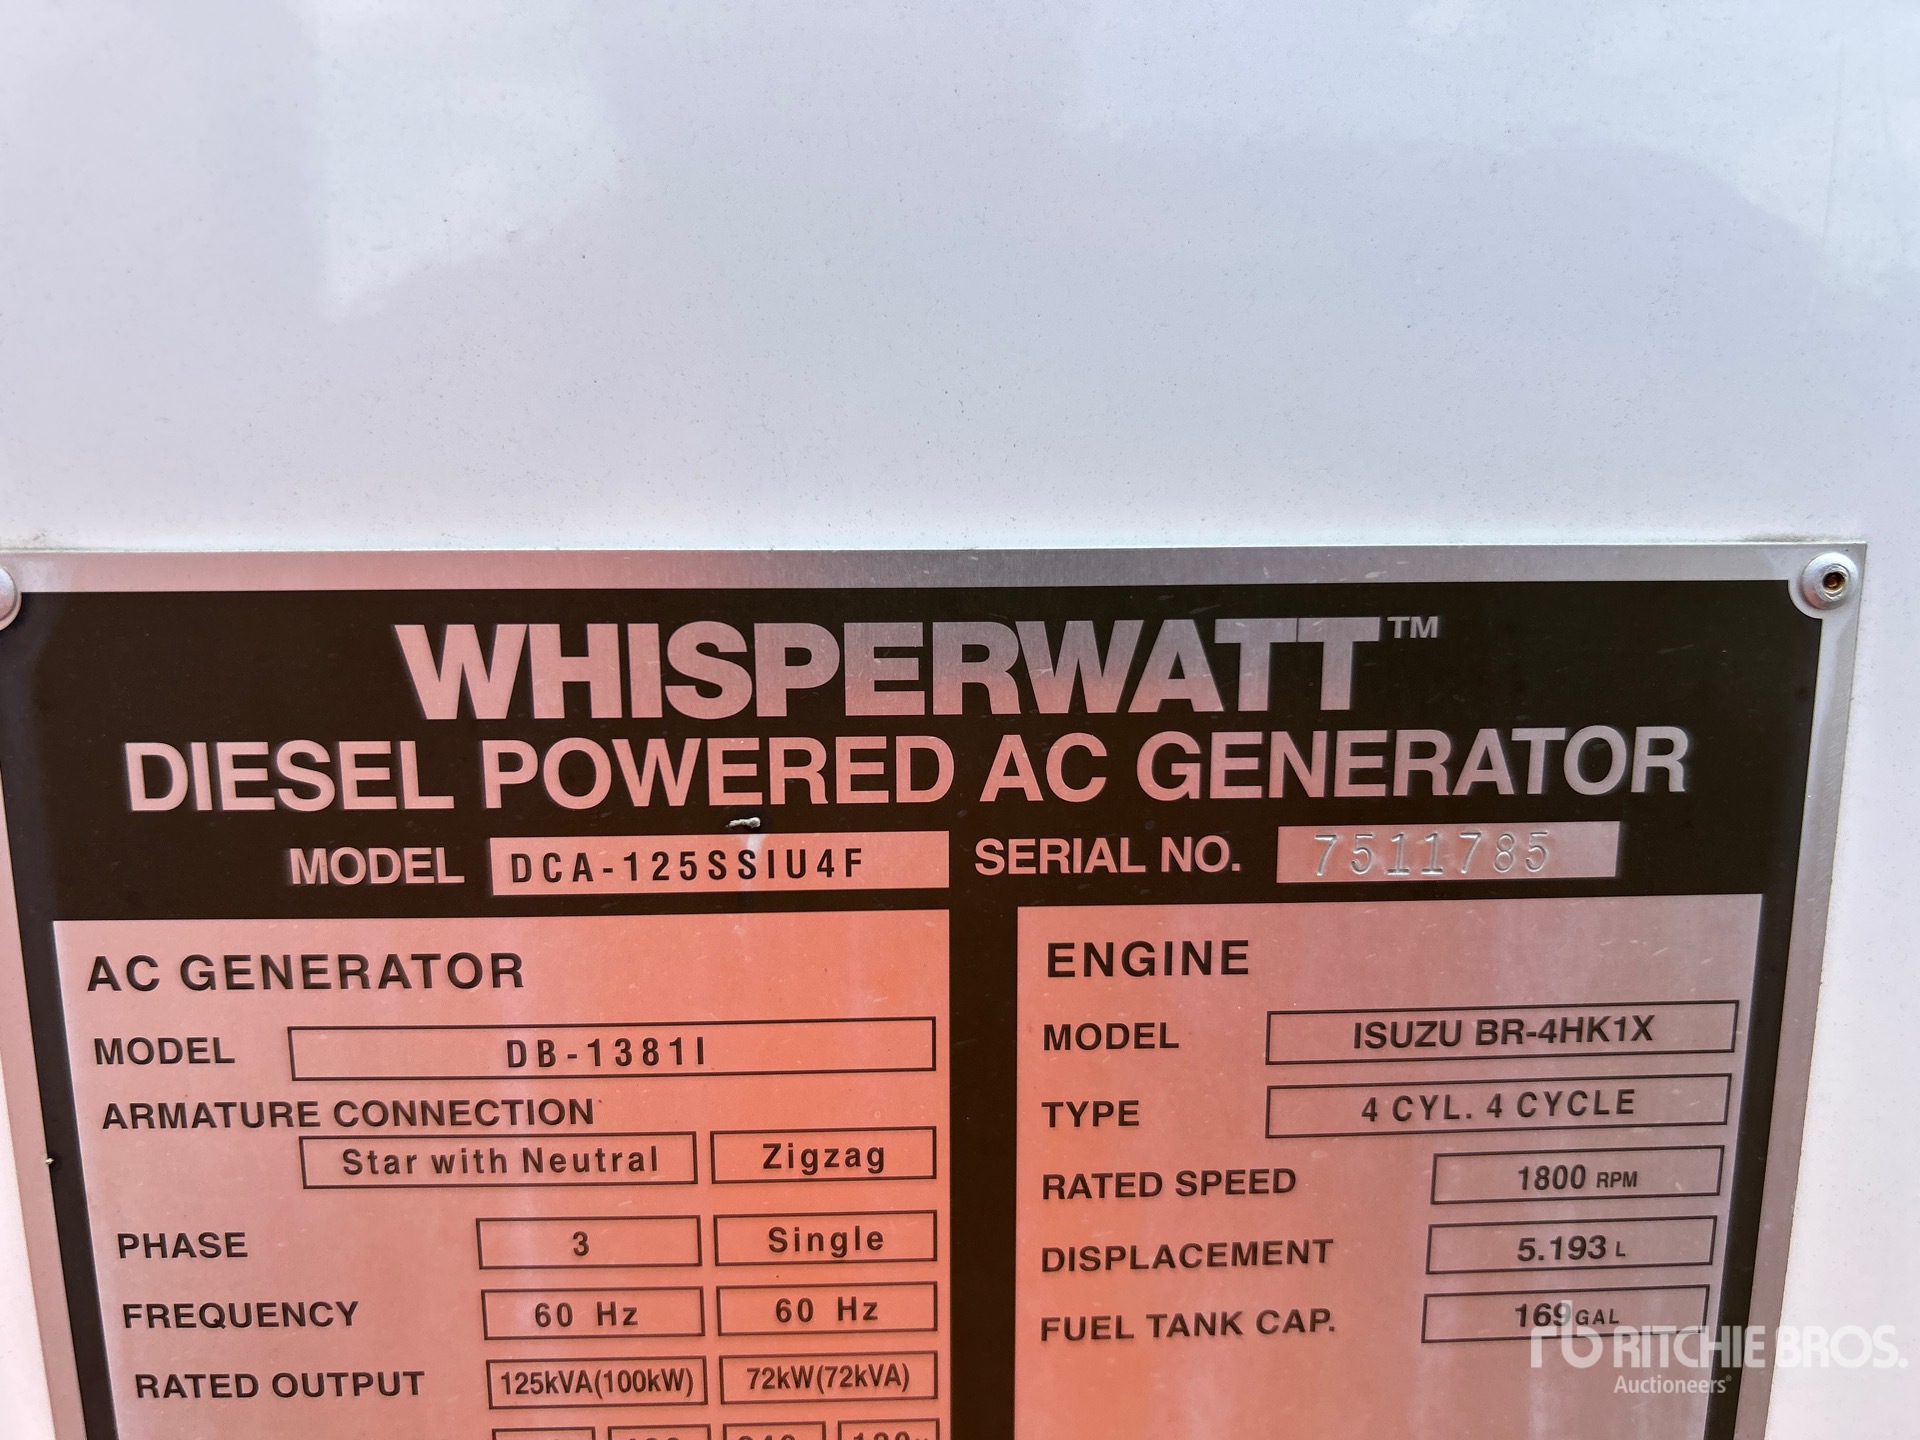 WHISPERWATT™
DIESEL POWERED AC GENERATOR
MODEL DCA-125SSIU4F SERIAL NO. 7511785
AC GENERATOR
MODEL DB-1381I
ARMATURE CONNECTION
Star with Neutral Zigzag
PHASE 3 Single
FREQUENCY 60 Hz 60 Hz
RATED OUTPUT 125kVA(100kW) 72kW(72kVA)
ENGINE
MODEL ISUZU BR-4HK1X
TYPE 4 CYL. 4 CYCLE
RATED SPEED 1800 RPM
DISPLACEMENT 5.193 L
FUEL TANK CAP. 169 GAL
rb RITCHIE BROS.
Auctioneers®